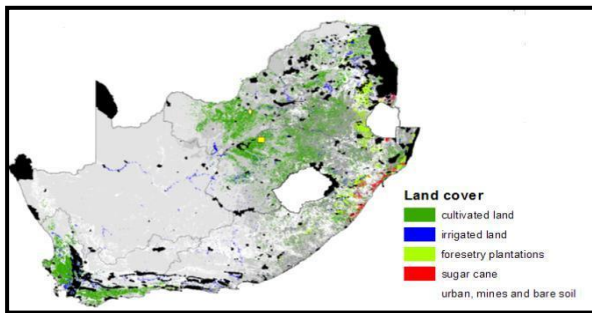 Land cover
cultivated land
irrigated land
foresetry plantations
sugar cane
urban, mines and bare soil